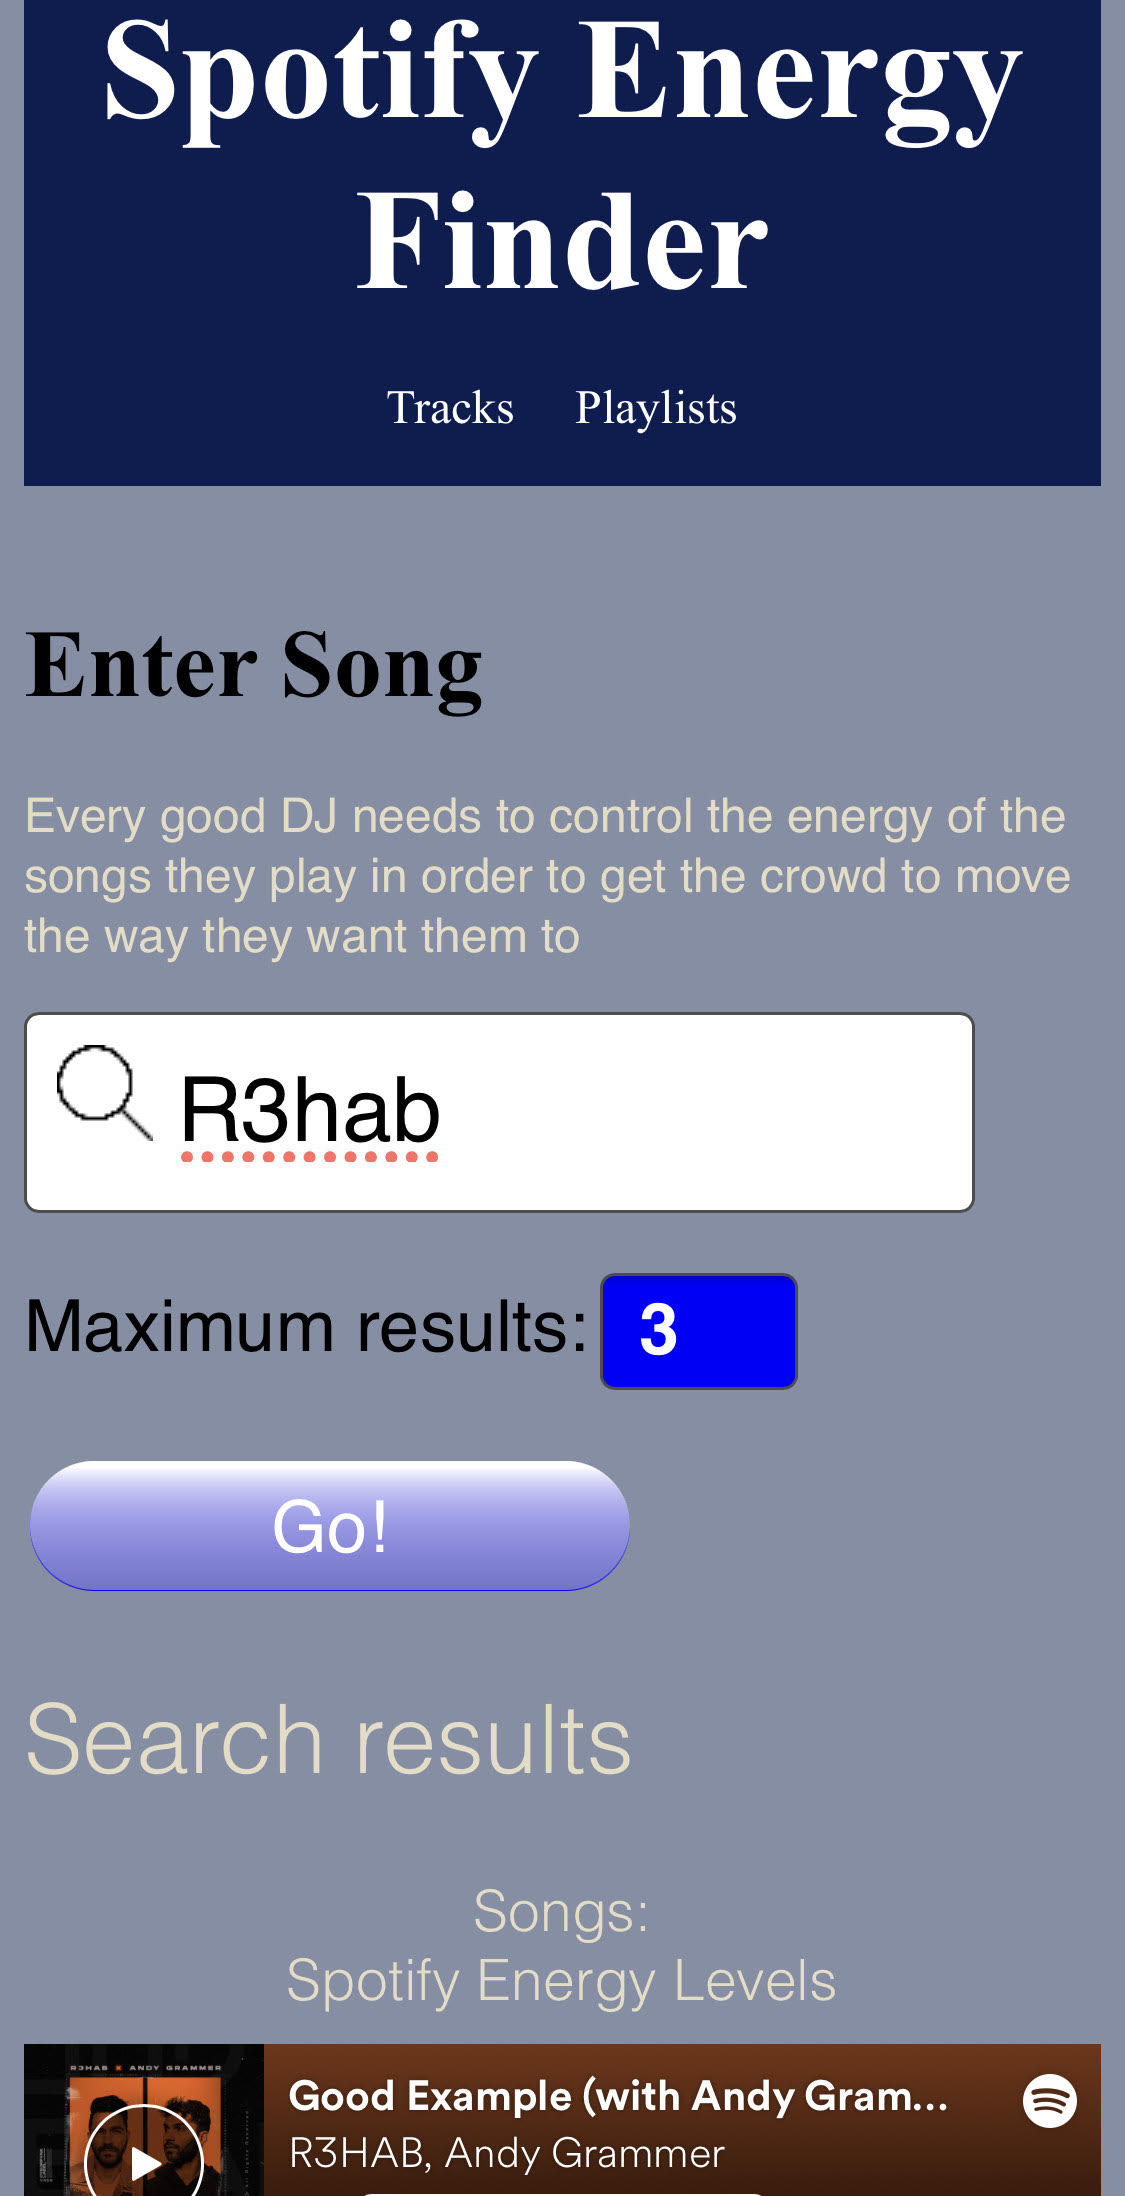 Spotify Energy
Finder
Tracks Playlists
Enter Song
Every good DJ needs to control the energy of the
songs they play in order to get the crowd to move
the way they want them to
R3hab
Maximum results: 3
Go!
Search results
Songs:
Spotify Energy Levels
R3HAB ANDY GRAMMER
Good Example (with Andy Gram...
R3HAB, Andy Grammer